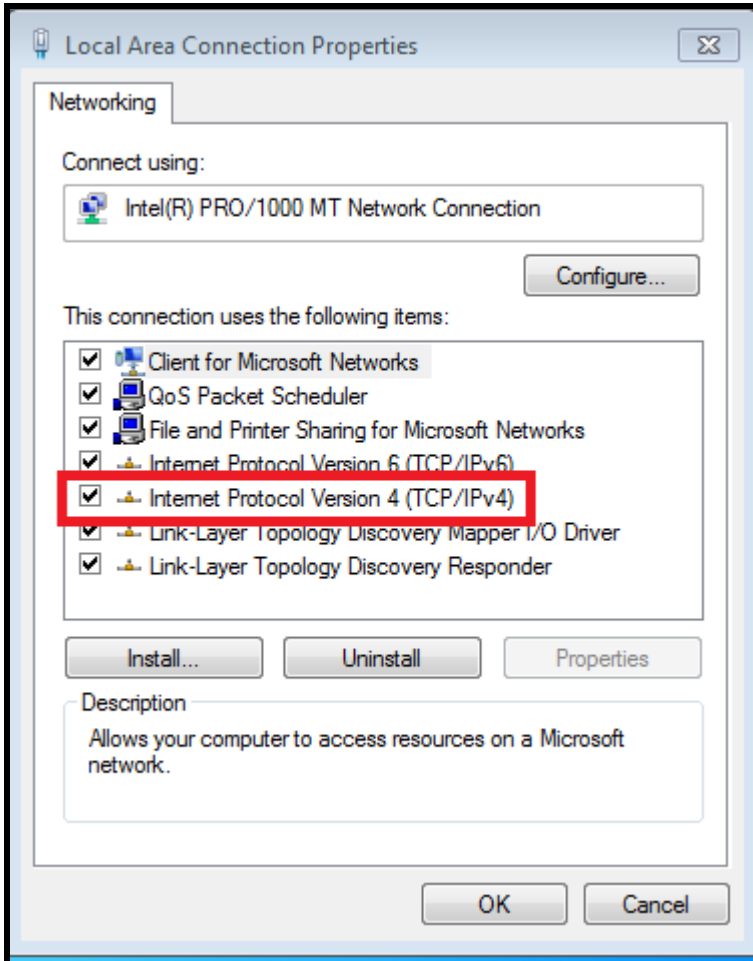 Local Area Connection Properties
Networking
Connect using:
Intel(R) PRO/1000 MT Network Connection
Configure...
This connection uses the following items:
Client for Microsoft Networks
QoS Packet Scheduler
File and Printer Sharing for Microsoft Networks
Internet Protocol Version 6 (TCP/IPv6)
Internet Protocol Version 4 (TCP/IPv4)
Link-Layer Topology Discovery Mapper I/O Driver
Link-Layer Topology Discovery Responder
Install... Uninstall Properties
Description
Allows your computer to access resources on a Microsoft
network.
OK Cancel